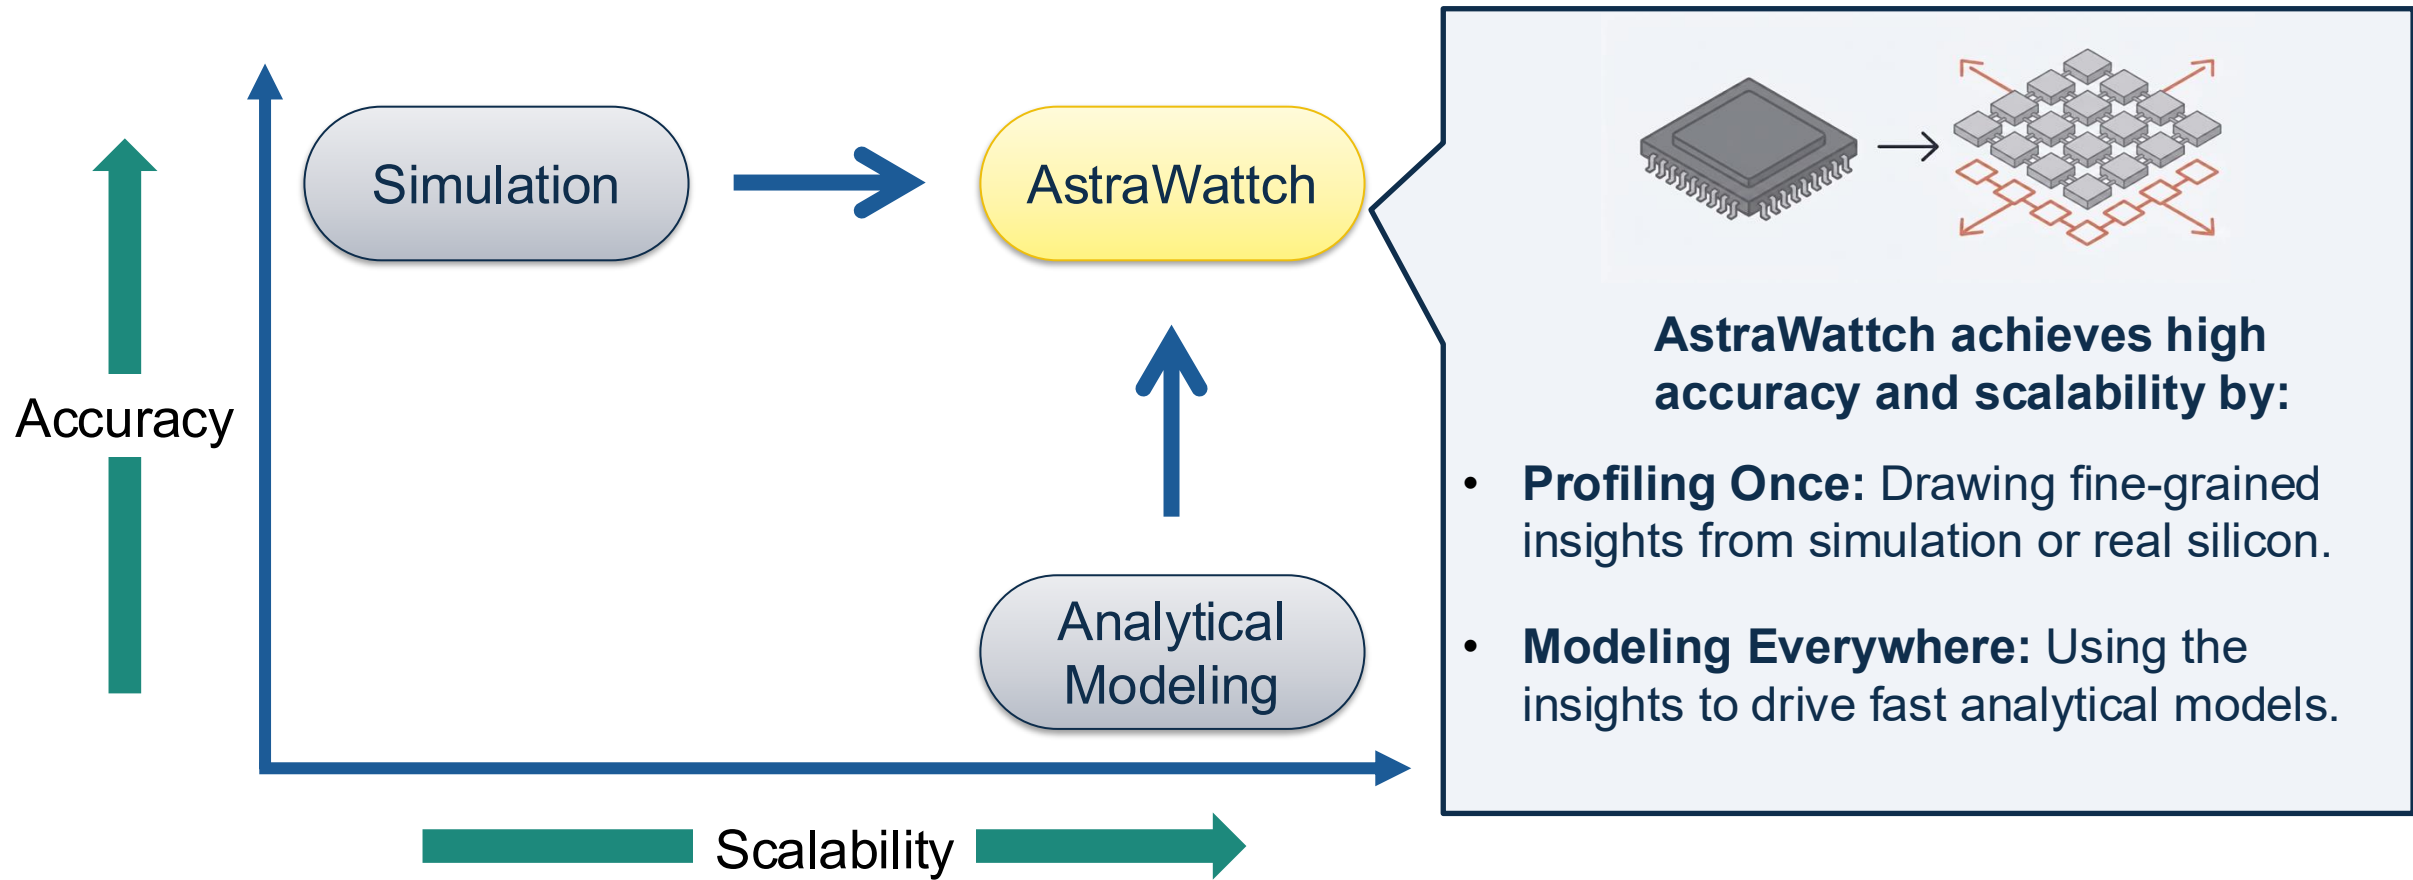 Simulation
AstraWattch
Accuracy
Analytical
Modeling
Scalability
AstraWattch achieves high
accuracy and scalability by:
• Profiling Once: Drawing fine-grained
insights from simulation or real silicon.
• Modeling Everywhere: Using the
insights to drive fast analytical models.